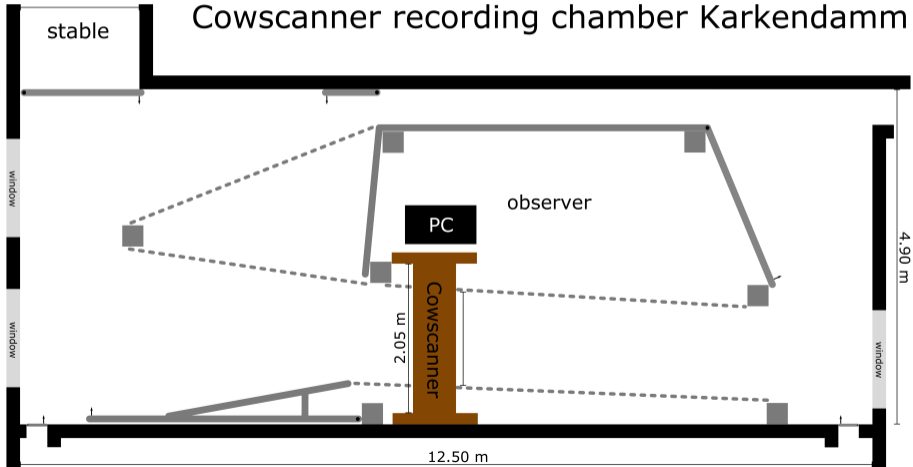 Cowscanner recording chamber Karkendamm
stable
window
observer
PC
4.90 m
Cowscanner
2.05 m
window
window
12.50 m